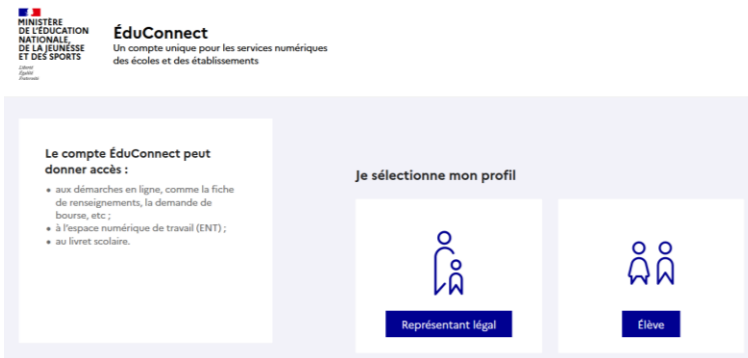 MINISTÈRE
DE L'ÉDUCATION
NATIONALE,
DE LA JEUNESSE
ET DES SPORTS
Liberté
Égalité
Fraternité
ÉduConnect
Un compte unique pour les services numériques
des écoles et des établissements
Le compte ÉduConnect peut
donner accès :
• aux démarches en ligne, comme la fiche
de renseignements, la demande de
bourse, etc ;
• à l'espace numérique de travail (ENT) ;
• au livret scolaire.
Je sélectionne mon profil
Représentant légal
Élève